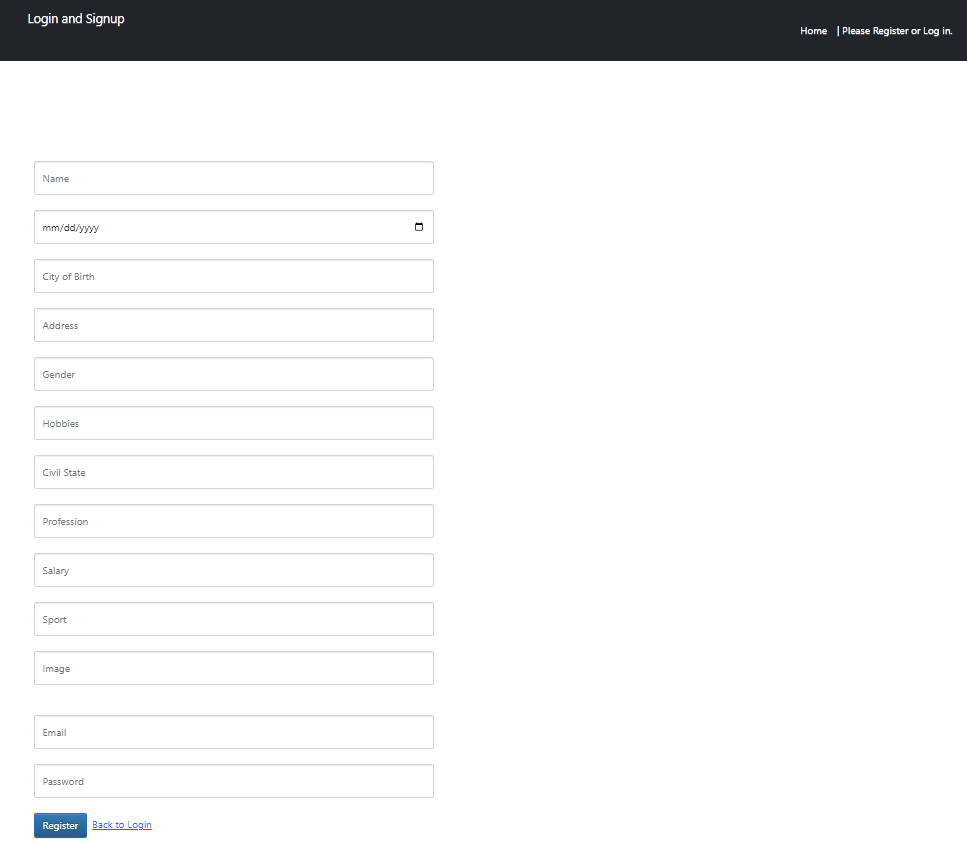 Login and Signup
Home | Please Register or Log in.
Name
mm/dd/yyyy
City of Birth
Address
Gender
Hobbies
Civil State
Profession
Salary
Sport
Image
Email
Password
Register Back to Login